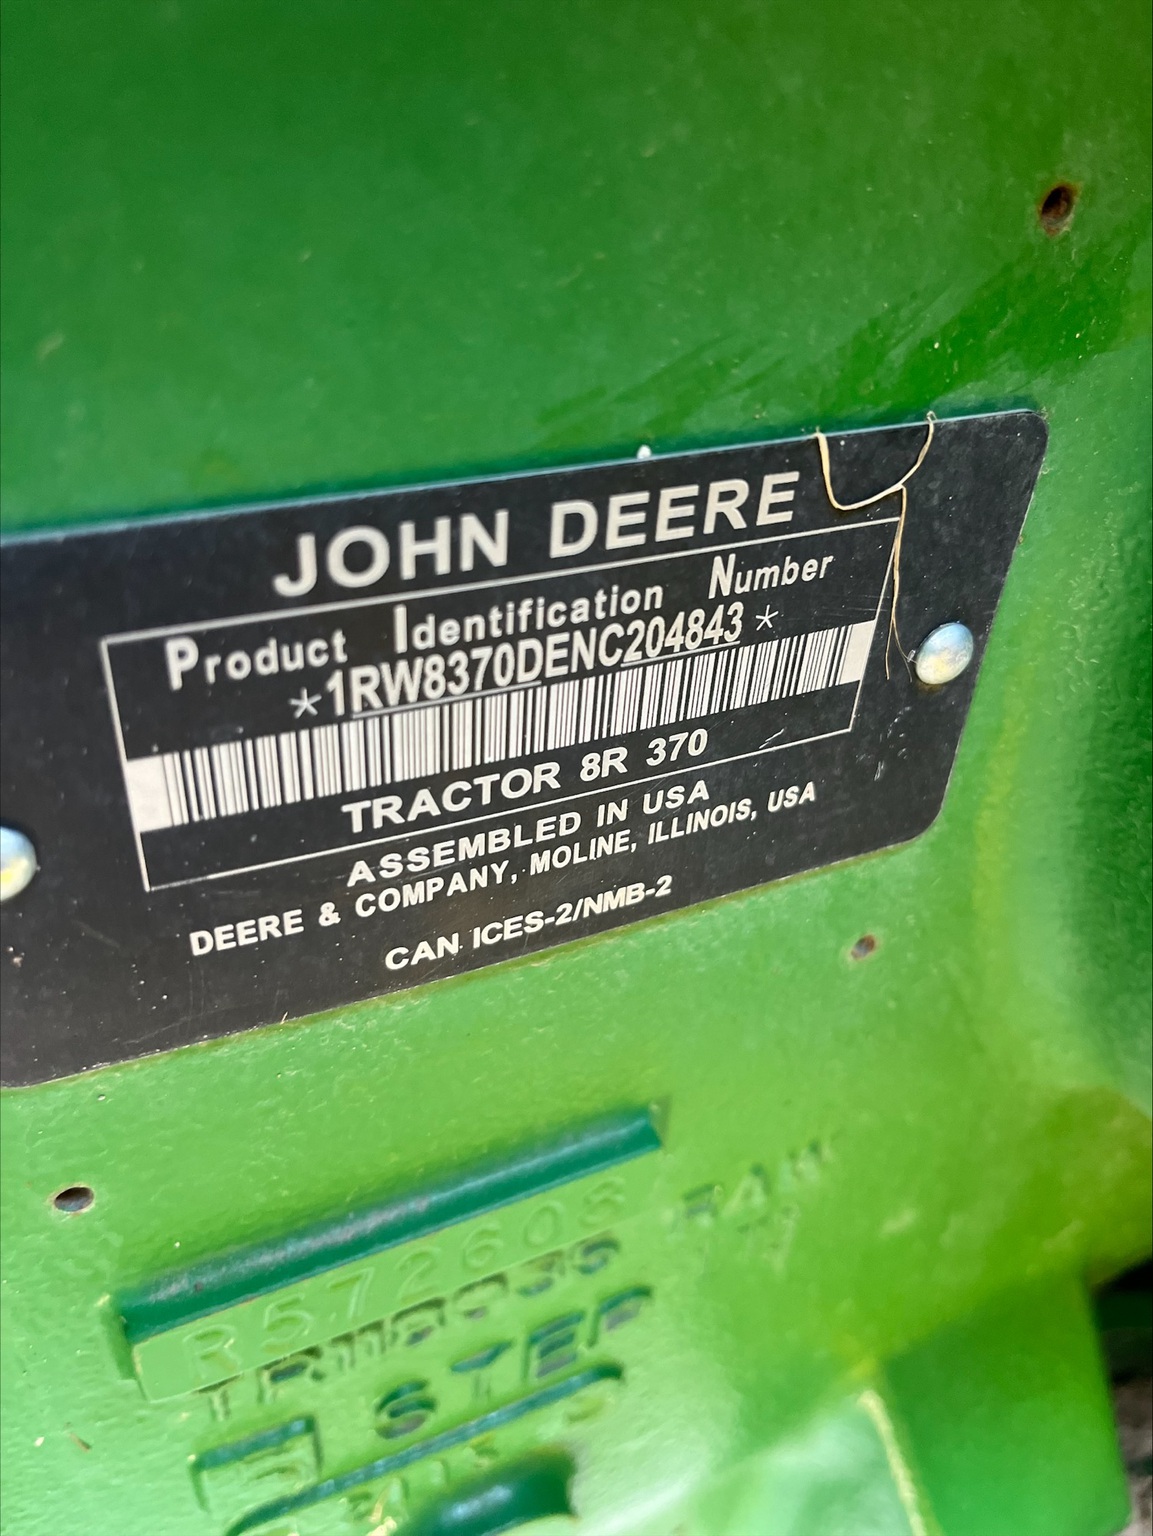 JOHN DEERE
Product Identification Number
*1RW8370DENC204843*
TRACTOR 8R 370
ASSEMBLED IN USA
DEERE & COMPANY, MOLINE, ILLINOIS, USA
CAN ICES-2/NMB-2
R572608